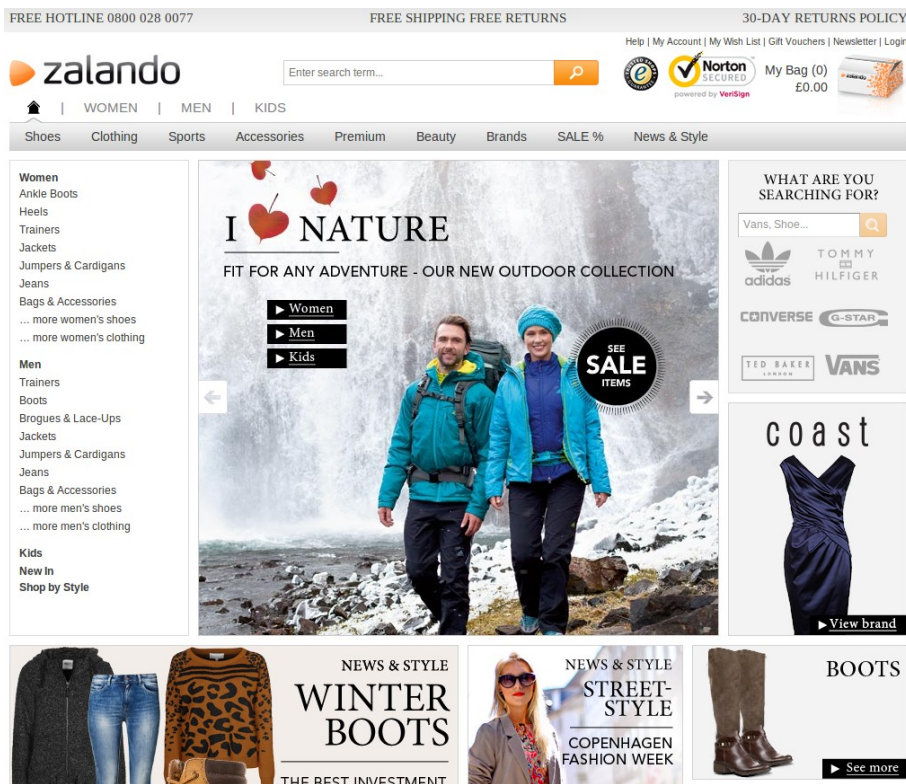 FREE HOTLINE 0800 028 0077
FREE SHIPPING FREE RETURNS
30-DAY RETURNS POLICY
Help | My Account | My Wish List | Gift Vouchers | Newsletter | Login
zalando
Enter search term...
TRUSTED SHOPS GUARANTEE
Norton
SECURED
powered by VeriSign
My Bag (0)
£0.00
zalando
| WOMEN | MEN | KIDS
Shoes Clothing Sports Accessories Premium Beauty Brands SALE % News & Style
Women
Ankle Boots
Heels
Trainers
Jackets
Jumpers & Cardigans
Jeans
Bags & Accessories
... more women's shoes
... more women's clothing
Men
Trainers
Boots
Brogues & Lace-Ups
Jackets
Jumpers & Cardigans
Jeans
Bags & Accessories
... more men's shoes
... more men's clothing
Kids
New In
Shop by Style
I NATURE
FIT FOR ANY ADVENTURE - OUR NEW OUTDOOR COLLECTION
Women
Men
Kids
SEE
SALE
ITEMS
WHAT ARE YOU
SEARCHING FOR?
Vans, Shoe...
adidas
TOMMY
HILFIGER
CONVERSE
G-STAR
TED BAKER
LONDON
VANS
coast
View brand
NEWS & STYLE
WINTER
BOOTS
THE BEST INVESTMENT
NEWS & STYLE
STREET-
STYLE
COPENHAGEN
FASHION WEEK
BOOTS
See more